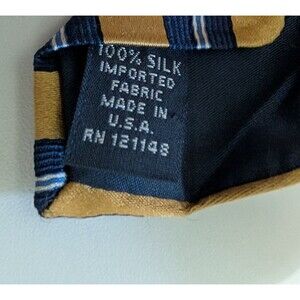 100% SILK
IMPORTED
FABRIC
MADE IN
U.S.A.
RN 121148